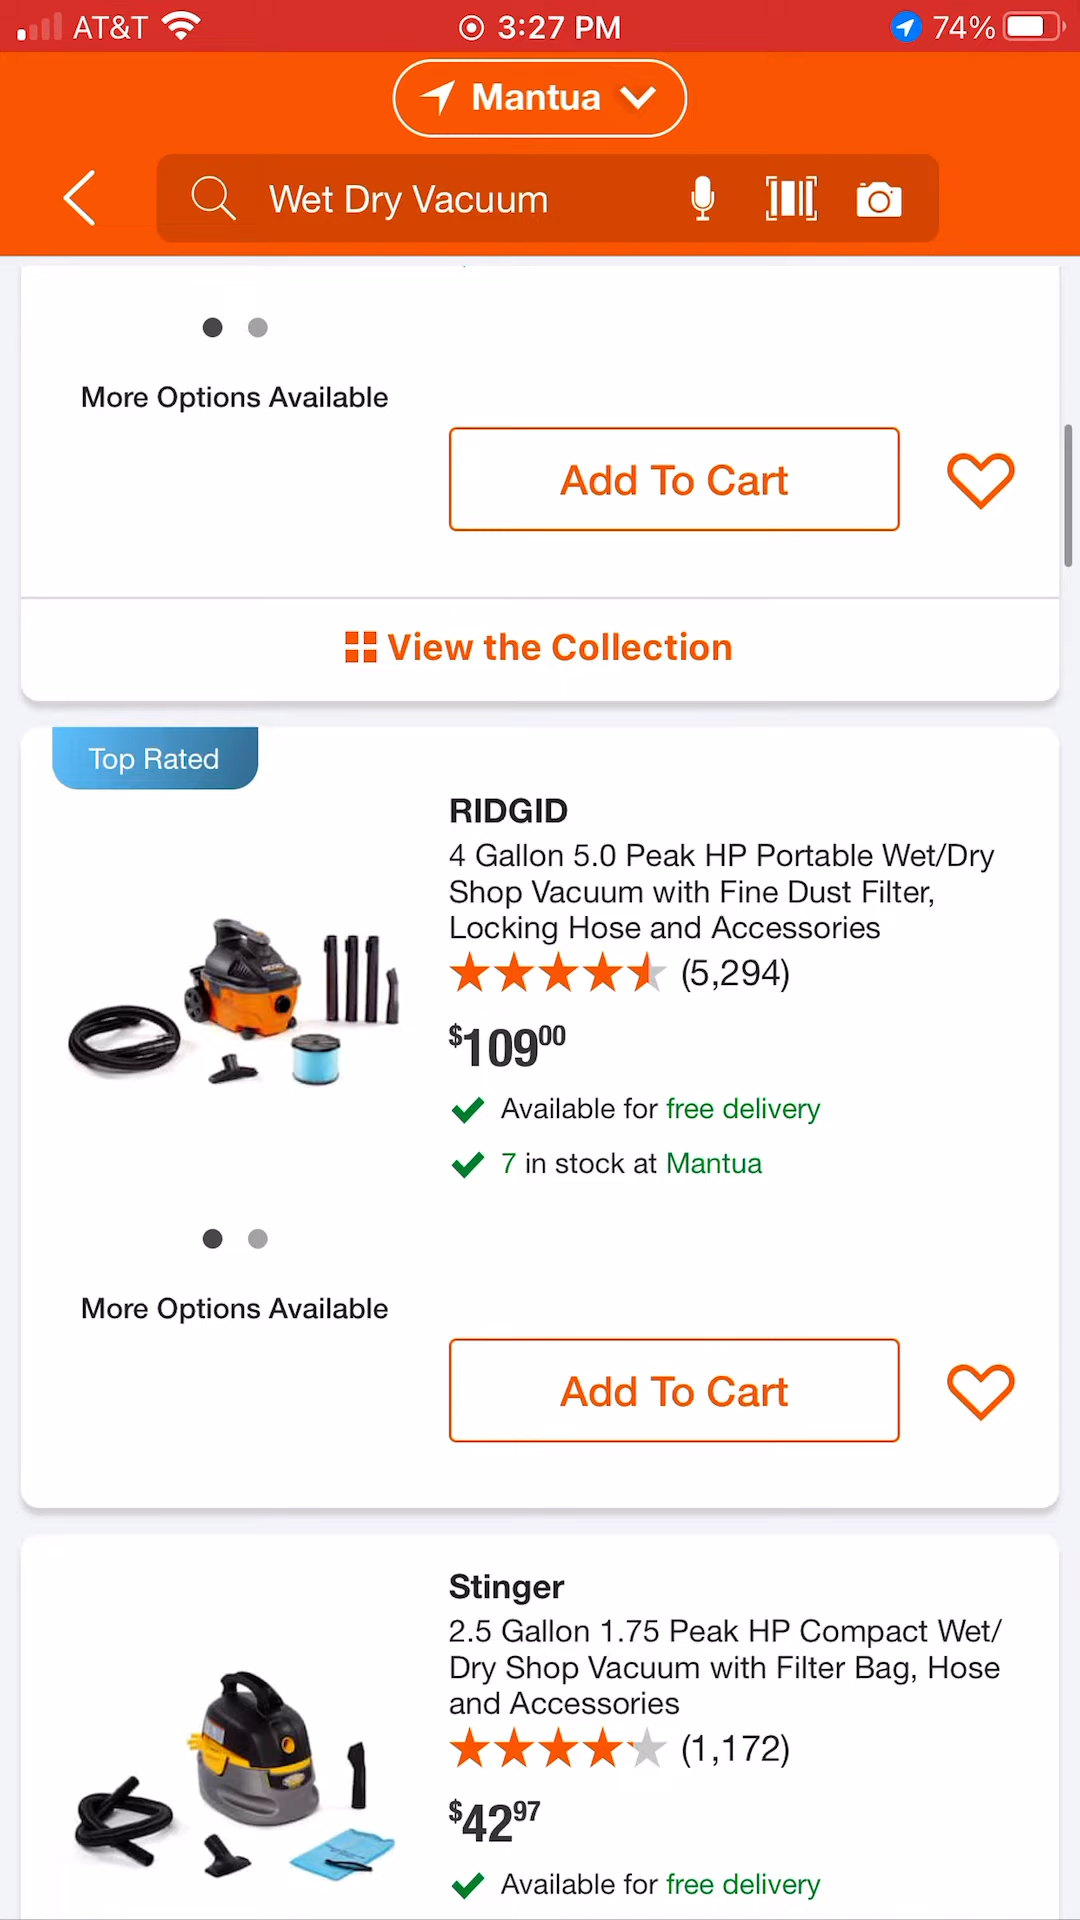 AT&T 3:27 PM 74%
Mantua
Wet Dry Vacuum
More Options Available
Add To Cart
View the Collection
Top Rated
RIDGID
4 Gallon 5.0 Peak HP Portable Wet/Dry
Shop Vacuum with Fine Dust Filter,
Locking Hose and Accessories
(5,294)
$10900
Available for free delivery
7 in stock at Mantua
More Options Available
Add To Cart
Stinger
2.5 Gallon 1.75 Peak HP Compact Wet/
Dry Shop Vacuum with Filter Bag, Hose
and Accessories
(1,172)
$4297
Available for free delivery